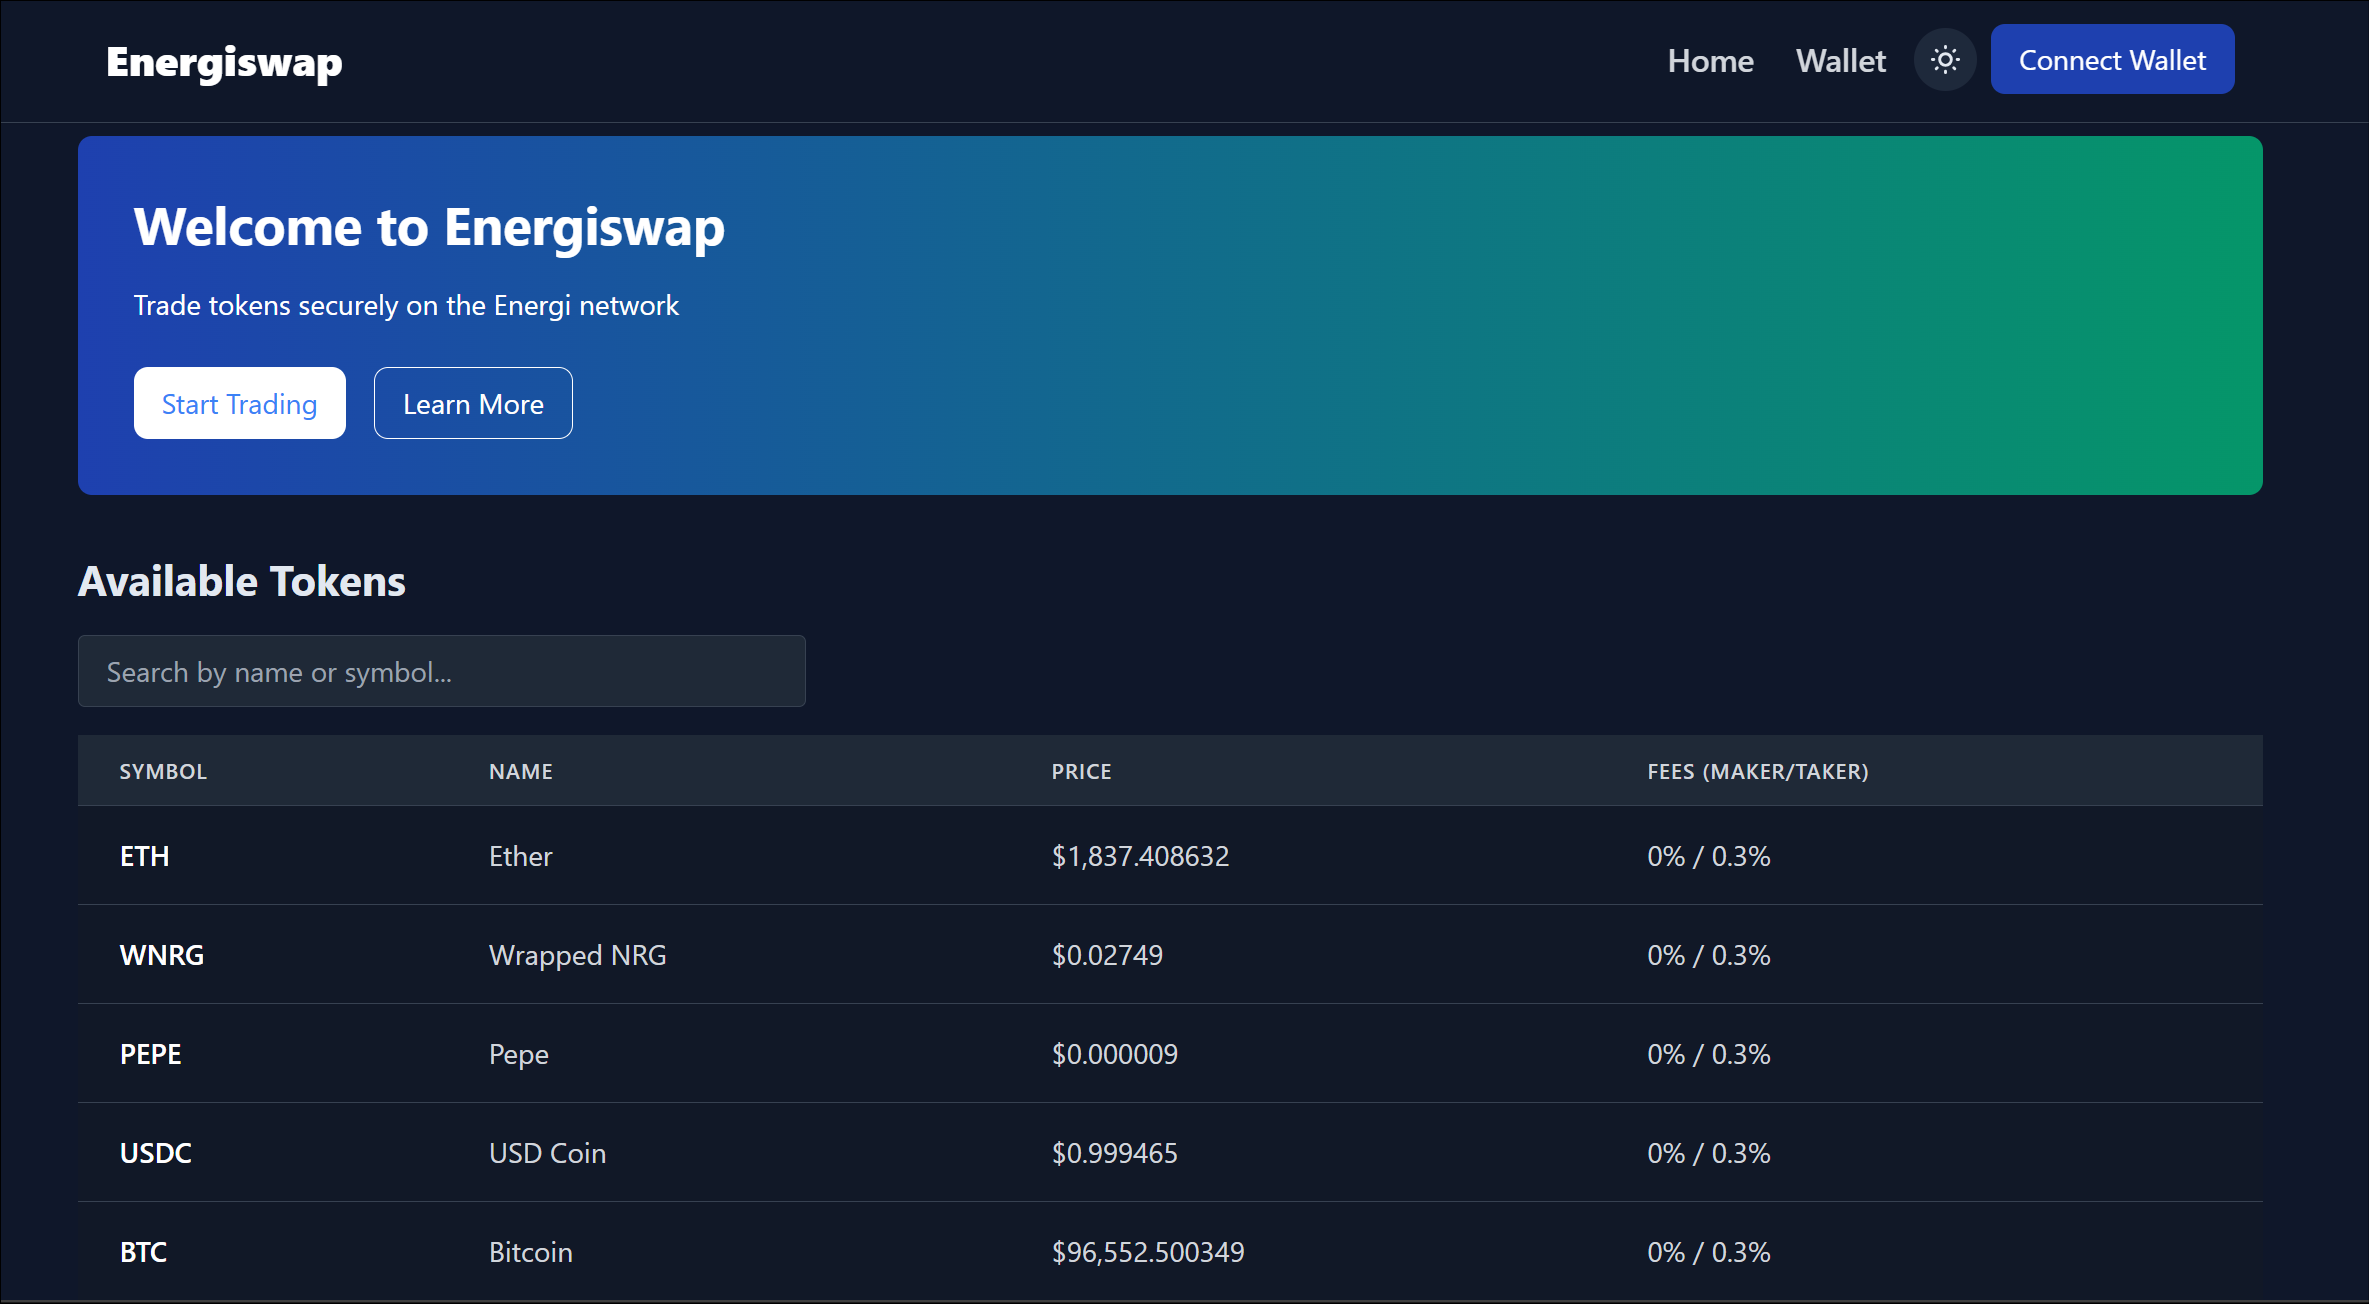 Energiswap
Home Wallet Connect Wallet
Welcome to Energiswap
Trade tokens securely on the Energi network
Start Trading Learn More
Available Tokens
Search by name or symbol...
SYMBOL NAME PRICE FEES (MAKER/TAKER)
ETH Ether $1,837.408632 0% / 0.3%
WNRG Wrapped NRG $0.02749 0% / 0.3%
PEPE Pepe $0.000009 0% / 0.3%
USDC USD Coin $0.999465 0% / 0.3%
BTC Bitcoin $96,552.500349 0% / 0.3%